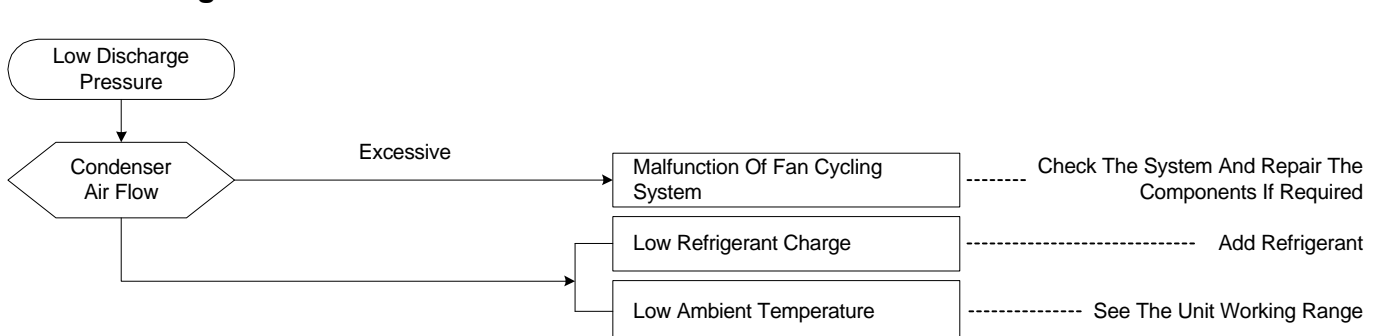 Low Discharge
Pressure
Condenser
Air Flow
Excessive
Malfunction Of Fan Cycling
System
Check The System And Repair The
Components If Required
Low Refrigerant Charge
Add Refrigerant
Low Ambient Temperature
See The Unit Working Range